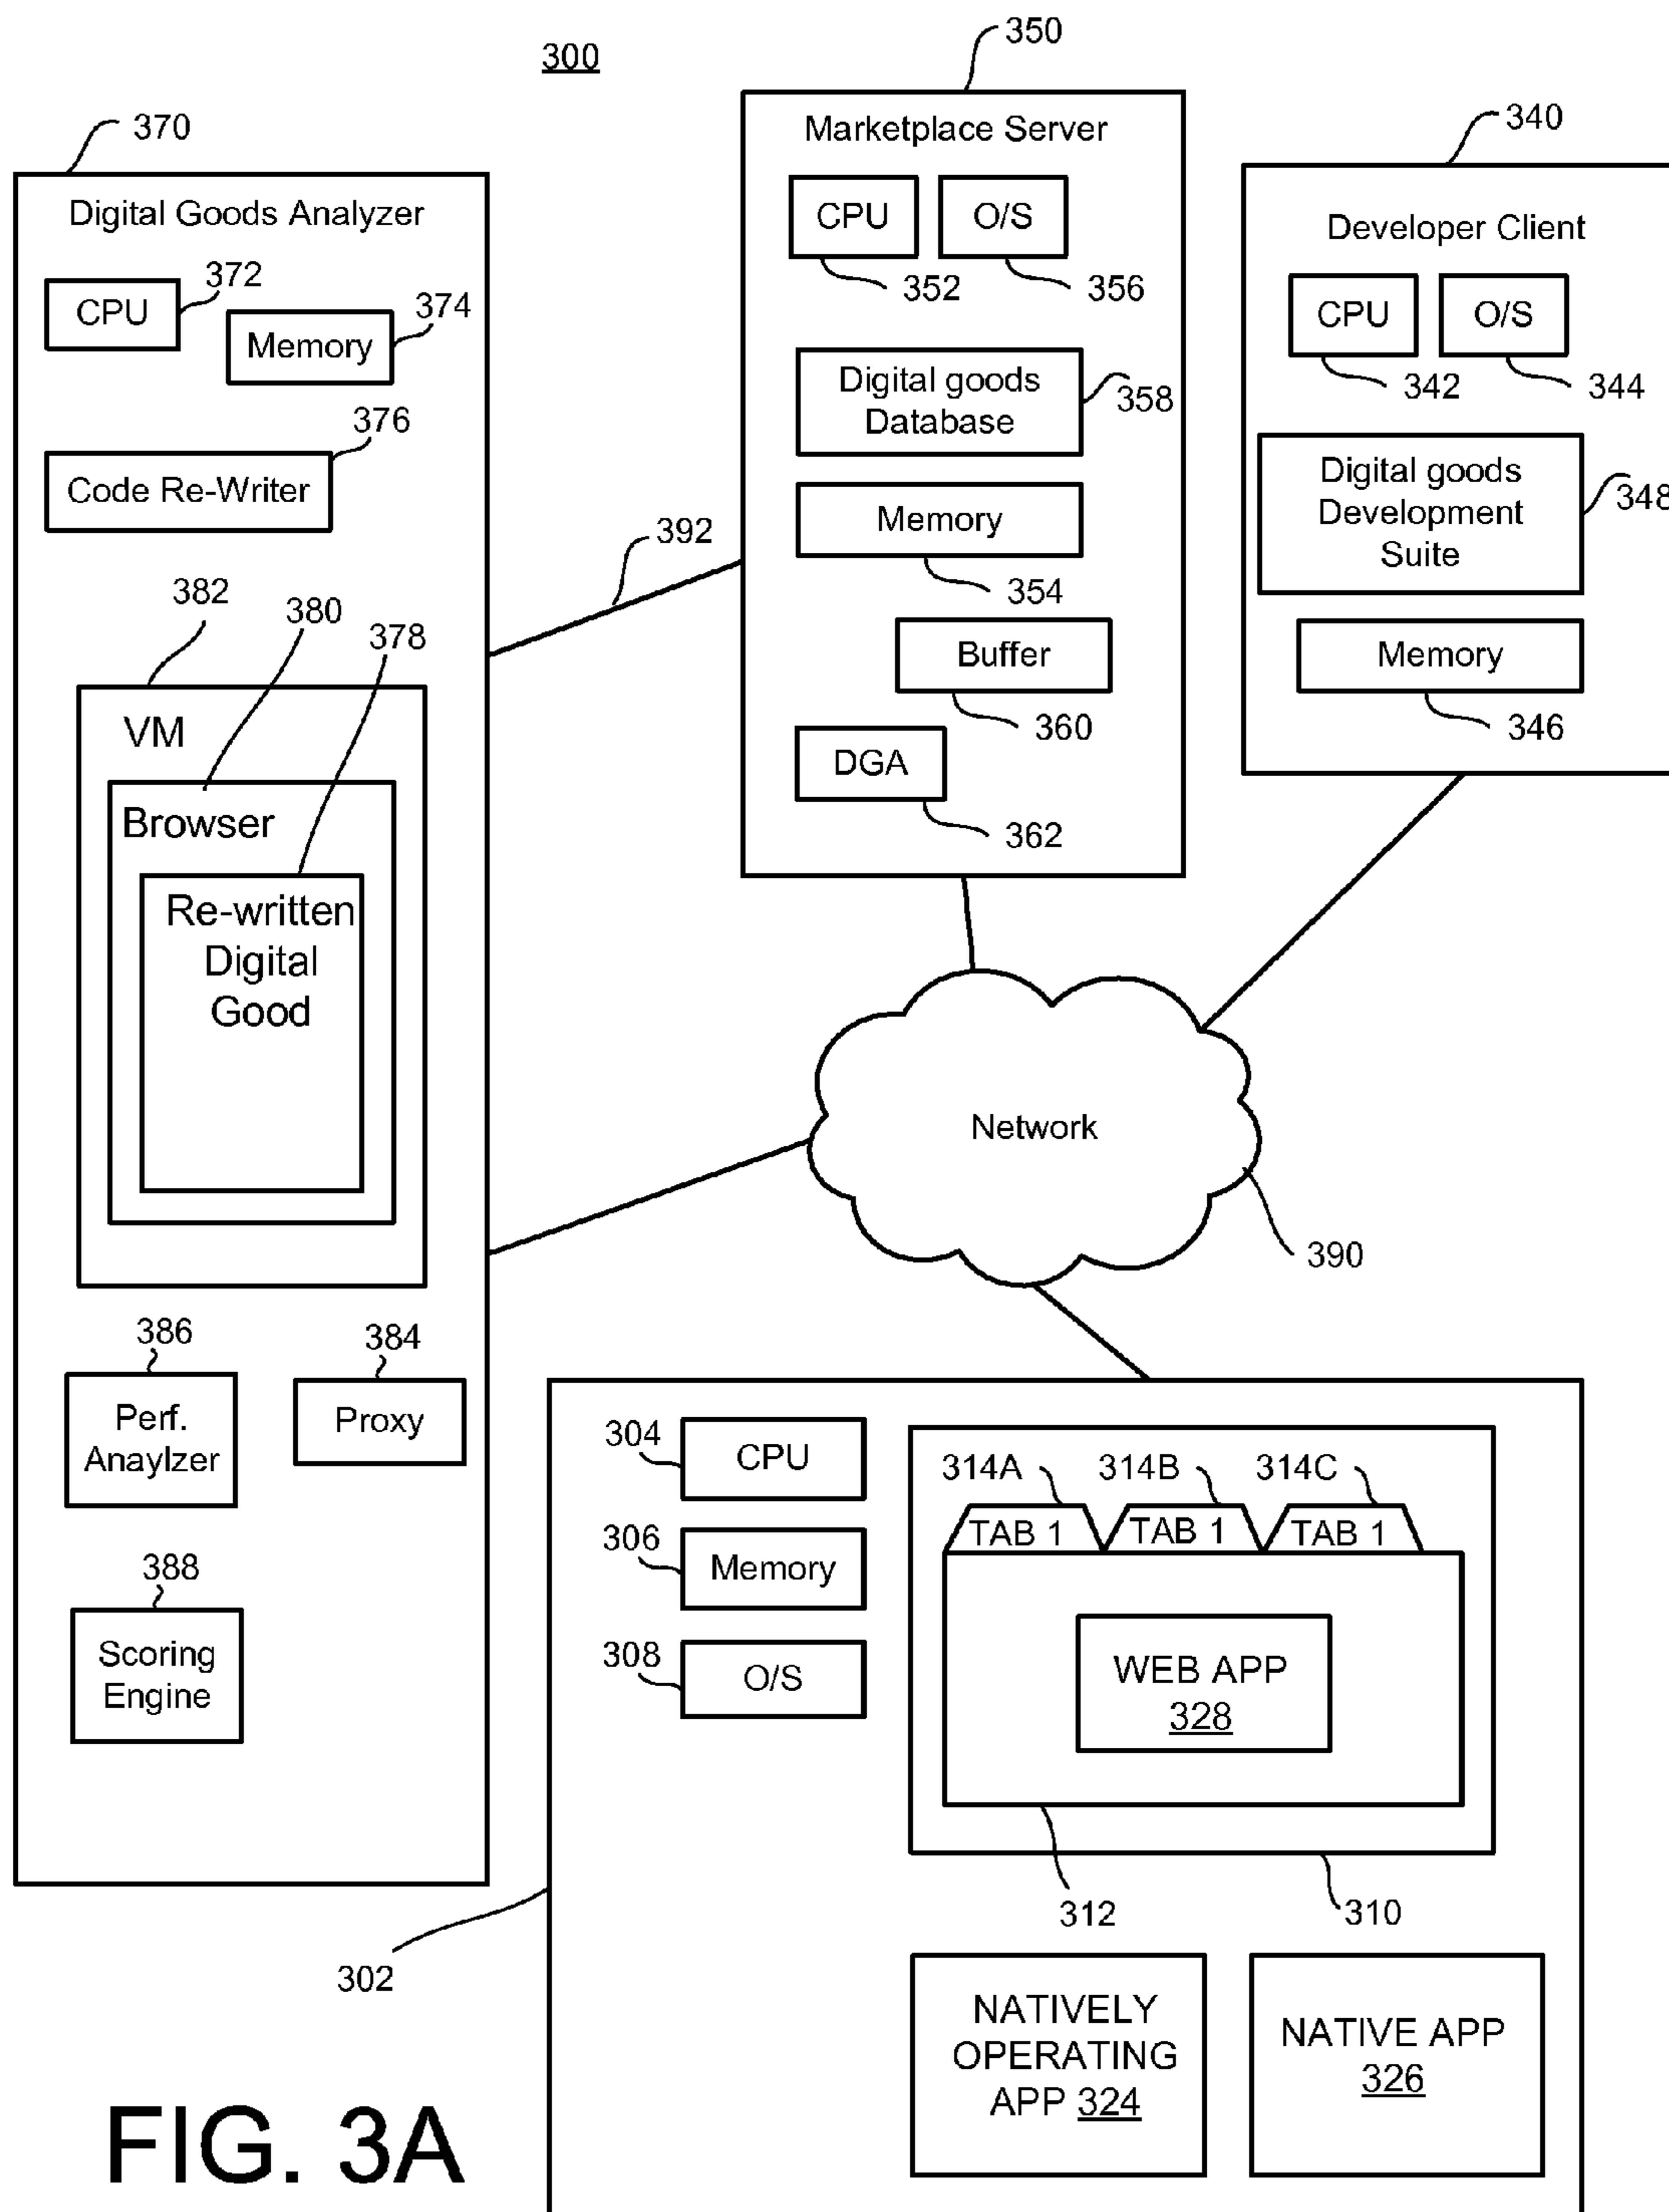 300
350
Marketplace Server
CPU
O/S
352
356
Digital goods
Database
358
Memory
354
Buffer
360
DGA
362
340
Developer Client
CPU
O/S
342
344
Digital goods
Development
Suite
348
Memory
346
370
Digital Goods Analyzer
CPU
372
Memory
374
376
Code Re-Writer
392
382
380
378
VM
Browser
Re-written
Digital
Good
386
Perf.
Anaylzer
384
Proxy
388
Scoring
Engine
Network
390
304
CPU
306
Memory
308
O/S
314A
314B
314C
TAB 1
TAB 1
TAB 1
WEB APP
328
312
310
302
NATIVELY
OPERATING
APP 324
NATIVE APP
326
FIG. 3A